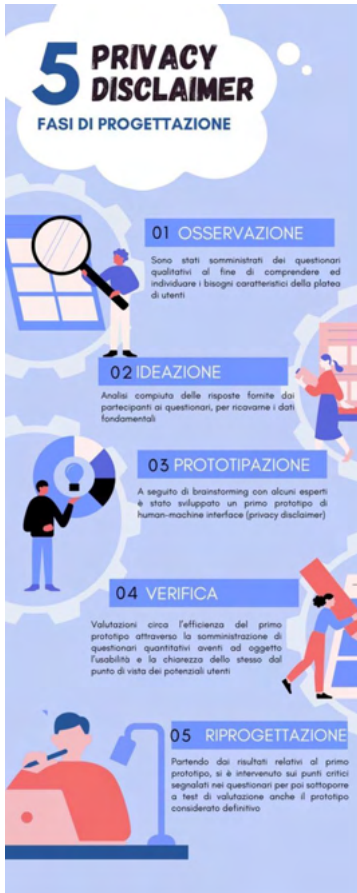 5 PRIVACY
DISCLAIMER
FASI DI PROGETTAZIONE
01 OSSERVAZIONE
Sono stati somministrati dei questionari
qualitativi al fine di comprendere ed
individuare i bisogni caratteristici della platea
di utenti
02 IDEAZIONE
Analisi compiuta delle risposte fornite dai
partecipanti ai questionari, per ricavarne i dati
fondamentali
03 PROTOTIPAZIONE
A seguito di brainstorming con alcuni esperti
è stato sviluppato un primo prototipo di
human-machine interface (privacy disclaimer)
04 VERIFICA
Valutazioni circa l'efficienza del primo
prototipo attraverso la somministrazione di
questionari quantitativi aventi ad oggetto
l'usabilità e la chiarezza dello stesso dal
punto di vista dei potenziali utenti
05 RIPROGETTAZIONE
Partendo dai risultati relativi al primo
prototipo, si è intervenuto sui punti critici
segnalati nei questionari per poi sottoporre
a test di valutazione anche il prototipo
considerato definitivo